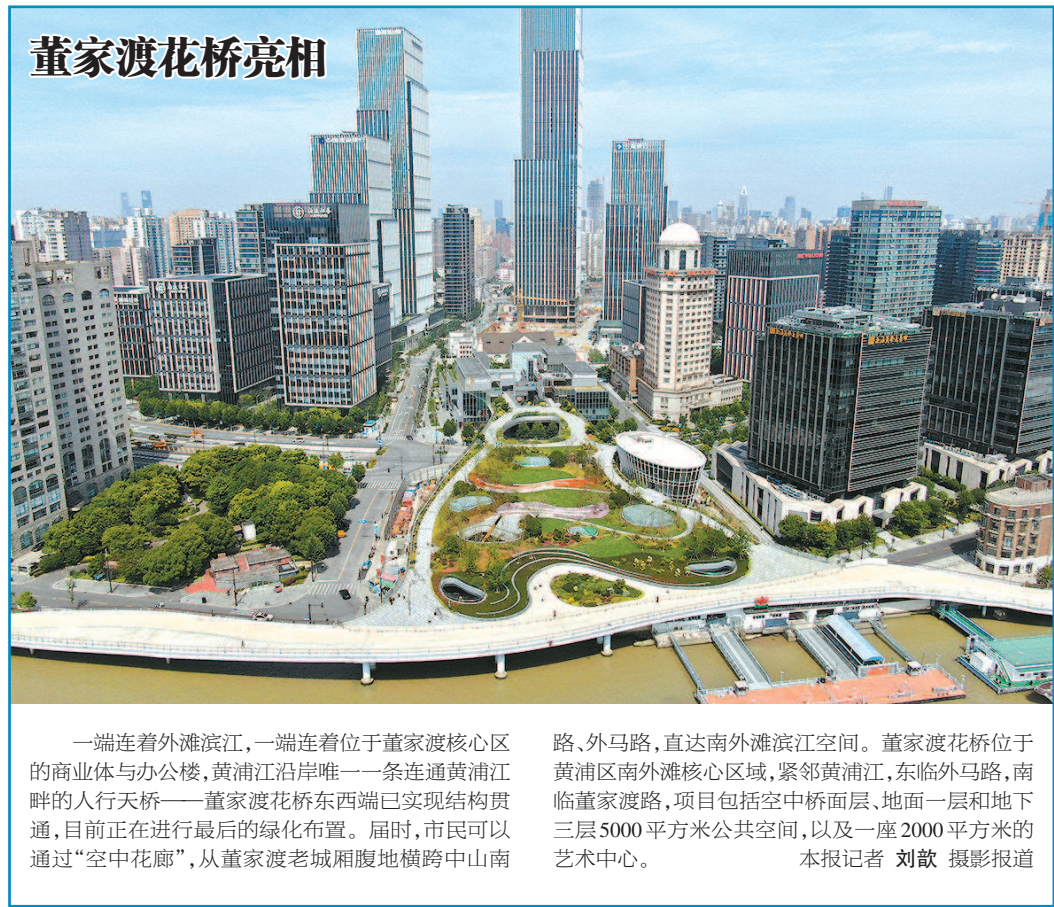 董家渡花桥亮相
一端连着外滩滨江，一端连着位于董家渡核心区
的商业体与办公楼，黄浦江沿岸唯一一条连通黄浦江
畔的人行天桥——董家渡花桥东西端已实现结构贯
通，目前正在进行最后的绿化布置。届时，市民可以
通过“空中花廊”，从董家渡老城厢腹地横跨中山南
路、外马路，直达南外滩滨江空间。董家渡花桥位于
黄浦区南外滩核心区域，紧邻黄浦江，东临外马路，南
临董家渡路，项目包括空中桥面层、地面一层和地下
三层5000平方米公共空间，以及一座2000平方米的
艺术中心。 本报记者 刘歆 摄影报道